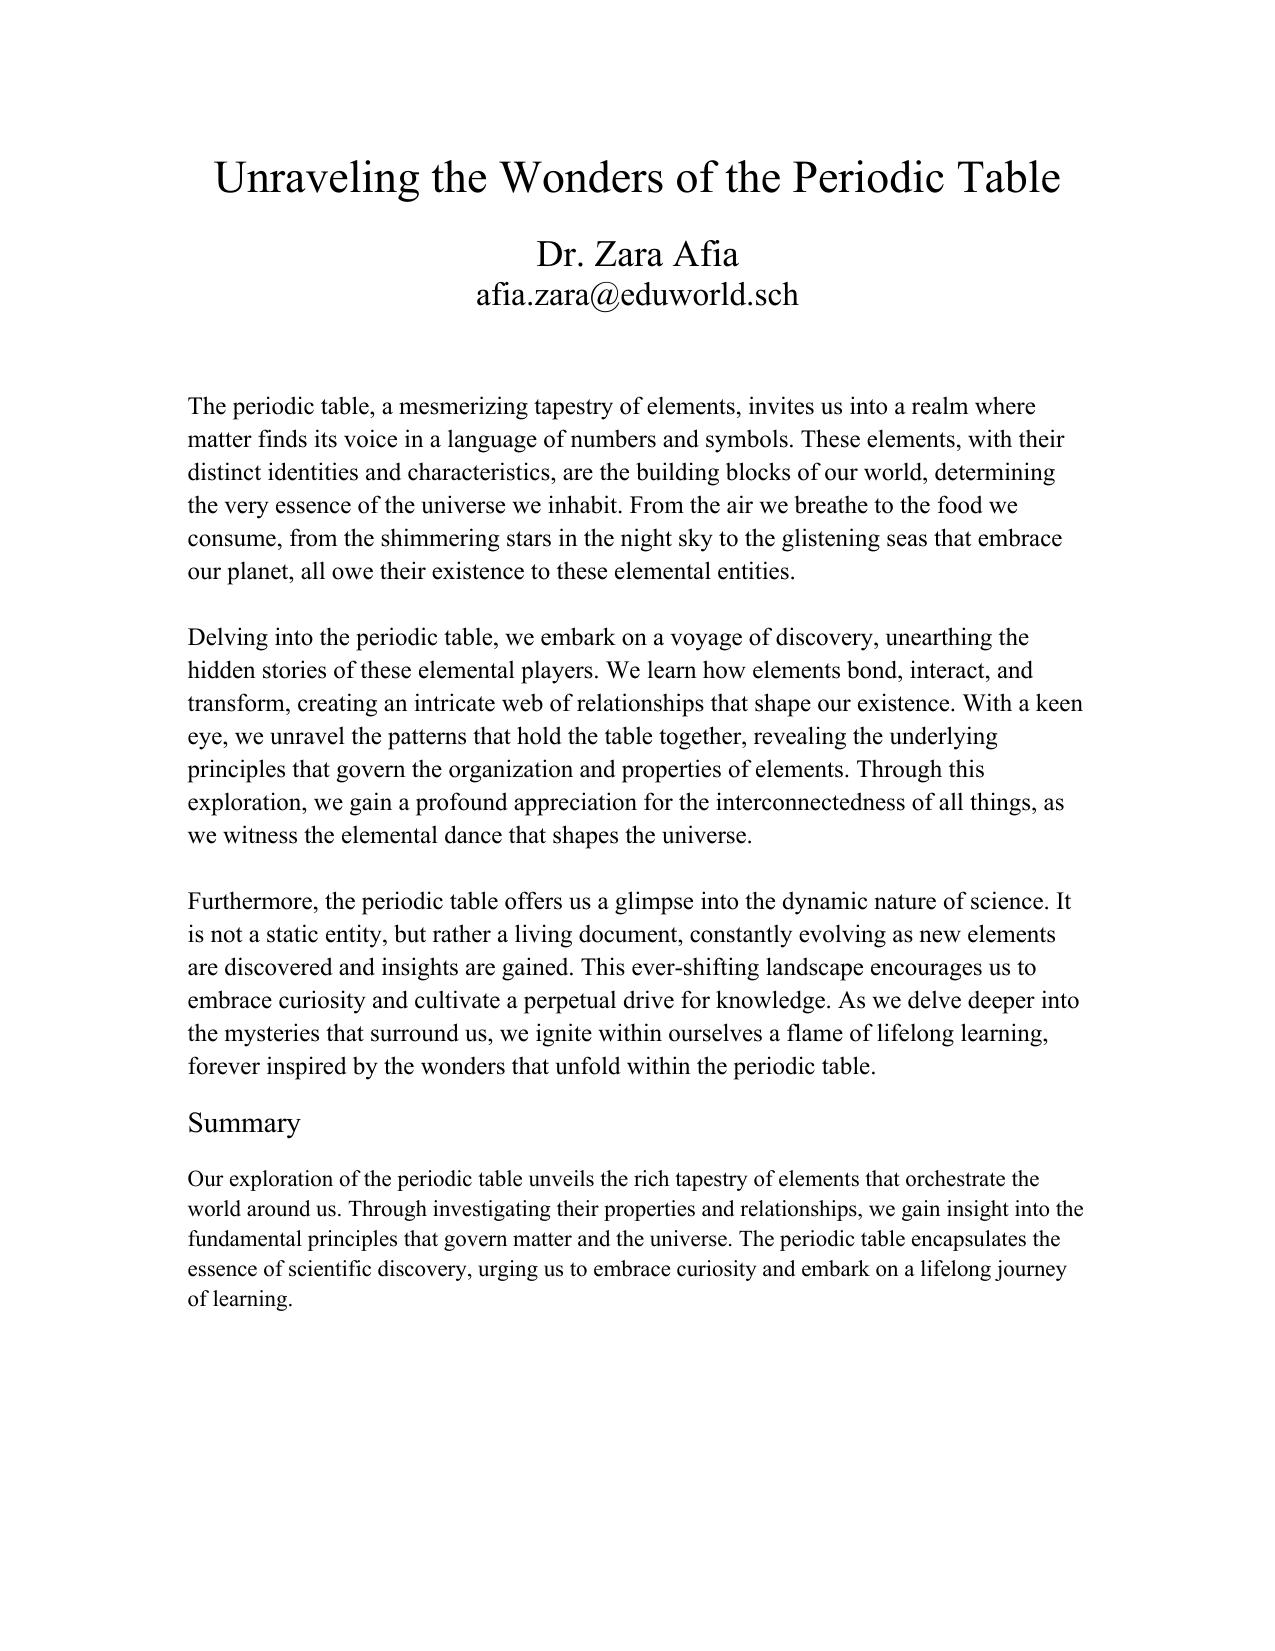 Unraveling the Wonders of the Periodic Table
Dr. Zara Afia
afia.zara@eduworld.sch
The periodic table, a mesmerizing tapestry of elements, invites us into a realm where
matter finds its voice in a language of numbers and symbols. These elements, with their
distinct identities and characteristics, are the building blocks of our world, determining
the very essence of the universe we inhabit. From the air we breathe to the food we
consume, from the shimmering stars in the night sky to the glistening seas that embrace
our planet, all owe their existence to these elemental entities.
Delving into the periodic table, we embark on a voyage of discovery, unearthing the
hidden stories of these elemental players. We learn how elements bond, interact, and
transform, creating an intricate web of relationships that shape our existence. With a keen
eye, we unravel the patterns that hold the table together, revealing the underlying
principles that govern the organization and properties of elements. Through this
exploration, we gain a profound appreciation for the interconnectedness of all things, as
we witness the elemental dance that shapes the universe.
Furthermore, the periodic table offers us a glimpse into the dynamic nature of science. It
is not a static entity, but rather a living document, constantly evolving as new elements
are discovered and insights are gained. This ever-shifting landscape encourages us to
embrace curiosity and cultivate a perpetual drive for knowledge. As we delve deeper into
the mysteries that surround us, we ignite within ourselves a flame of lifelong learning,
forever inspired by the wonders that unfold within the periodic table.
Summary
Our exploration of the periodic table unveils the rich tapestry of elements that orchestrate the
world around us. Through investigating their properties and relationships, we gain insight into the
fundamental principles that govern matter and the universe. The periodic table encapsulates the
essence of scientific discovery, urging us to embrace curiosity and embark on a lifelong journey
of learning.